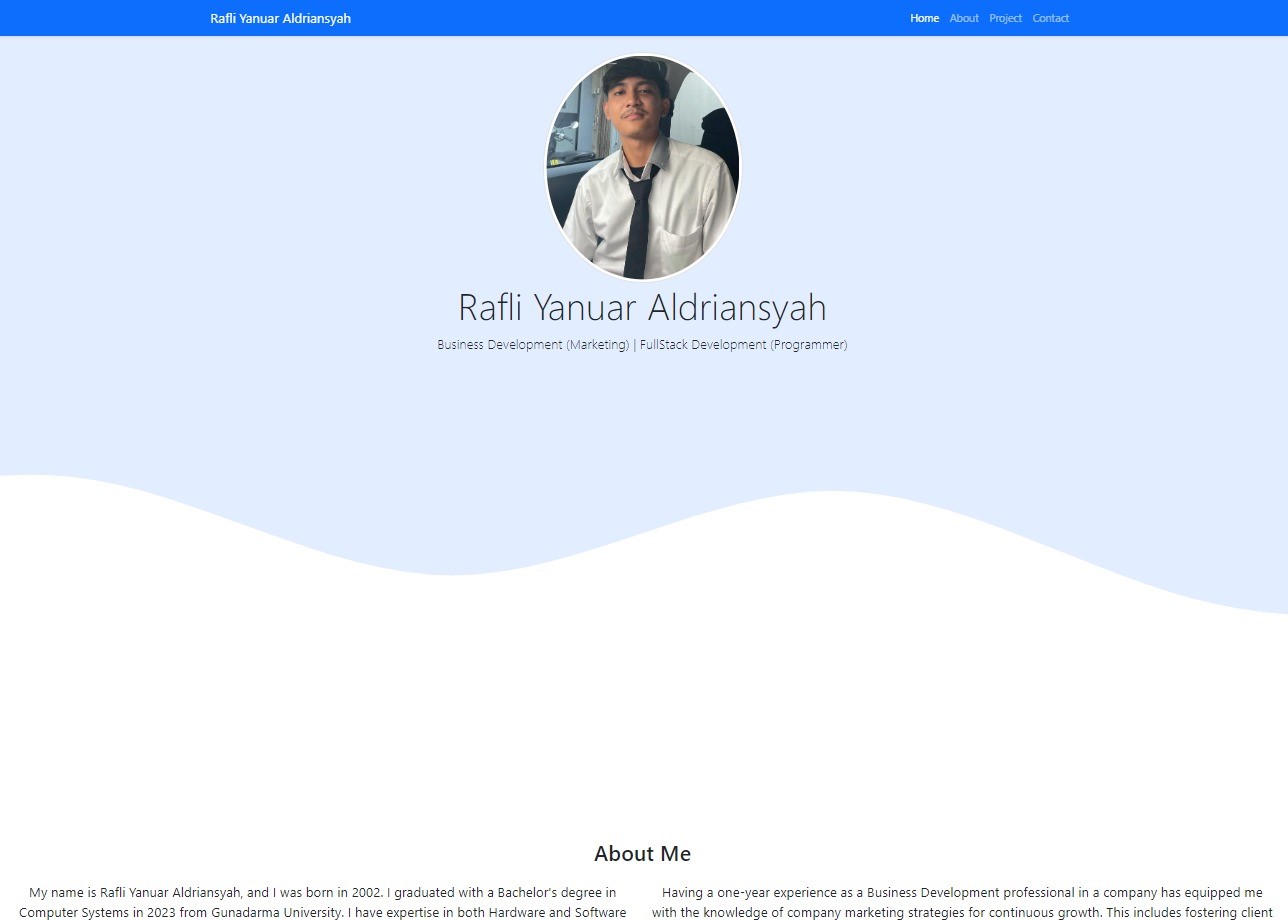 Rafli Yanuar Aldriansyah
Home About Project Contact
Rafli Yanuar Aldriansyah
Business Development (Marketing) | FullStack Development (Programmer)
About Me
My name is Rafli Yanuar Aldriansyah, and I was born in 2002. I graduated with a Bachelor's degree in
Computer Systems in 2023 from Gunadarma University. I have expertise in both Hardware and Software
Having a one-year experience as a Business Development professional in a company has equipped me
with the knowledge of company marketing strategies for continuous growth. This includes fostering client